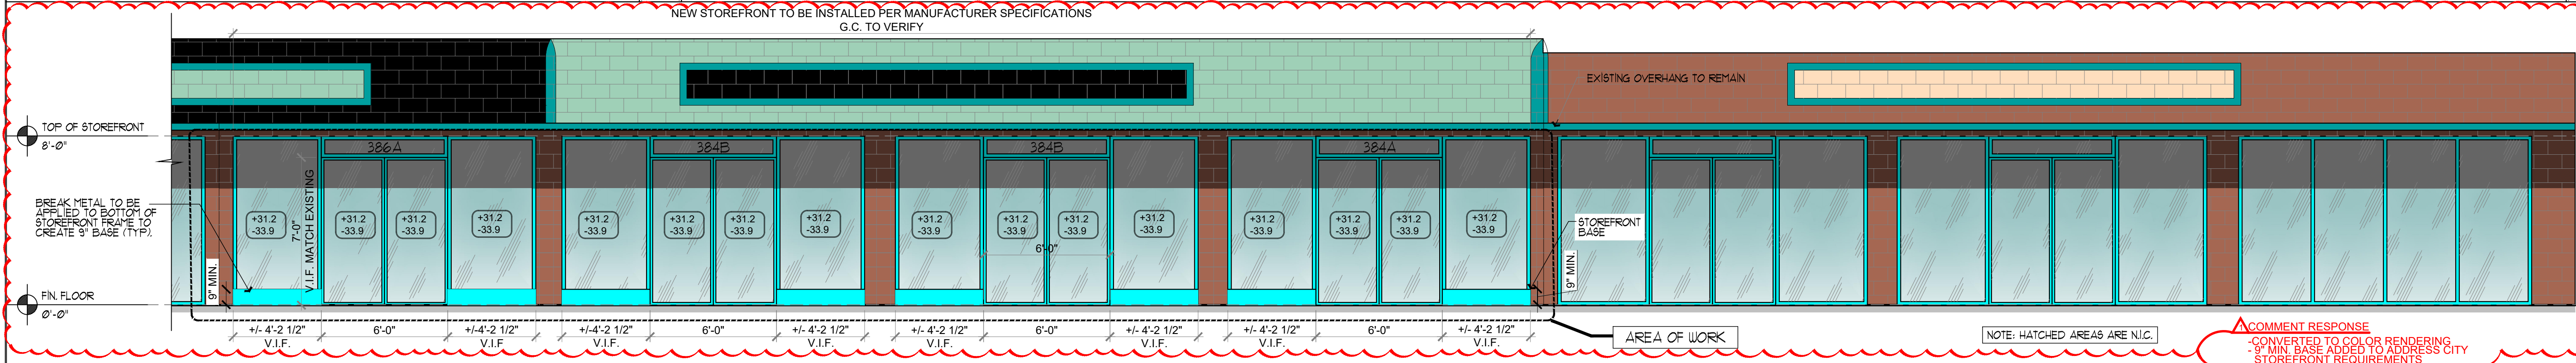 NEW STOREFRONT TO BE INSTALLED PER MANUFACTURER SPECIFICATIONS
G.C. TO VERIFY
EXISTING OVERHANG TO REMAIN
TOP OF STOREFRONT
8'-0"
386A
384B
384B
384A
BREAK METAL TO BE
APPLIED TO BOTTOM OF
STOREFRONT FRAME TO
CREATE 9" BASE (TYP).
7'-0"
V.I.F. MATCH EXISTING
+31.2
-33.9
+31.2
-33.9
+31.2
-33.9
+31.2
-33.9
+31.2
-33.9
+31.2
-33.9
+31.2
-33.9
+31.2
-33.9
+31.2
-33.9
+31.2
-33.9
+31.2
-33.9
+31.2
-33.9
+31.2
-33.9
+31.2
-33.9
+31.2
-33.9
+31.2
-33.9
6'-0"
STOREFRONT
BASE
9" MIN.
9" MIN.
FIN. FLOOR
0'-0"
+/- 4'-2 1/2"
V.I.F.
6'-0"
+/-4'-2 1/2"
V.I.F
+/-4'-2 1/2"
V.I.F.
6'-0"
+/- 4'-2 1/2"
V.I.F.
+/- 4'-2 1/2"
V.I.F.
6'-0"
+/- 4'-2 1/2"
V.I.F.
+/- 4'-2 1/2"
V.I.F.
6'-0"
+/- 4'-2 1/2"
V.I.F.
AREA OF WORK
NOTE: HATCHED AREAS ARE N.I.C.
1 COMMENT RESPONSE
-CONVERTED TO COLOR RENDERING
- 9" MIN. BASE ADDED TO ADDRESS CITY
STOREFRONT REQUIREMENTS